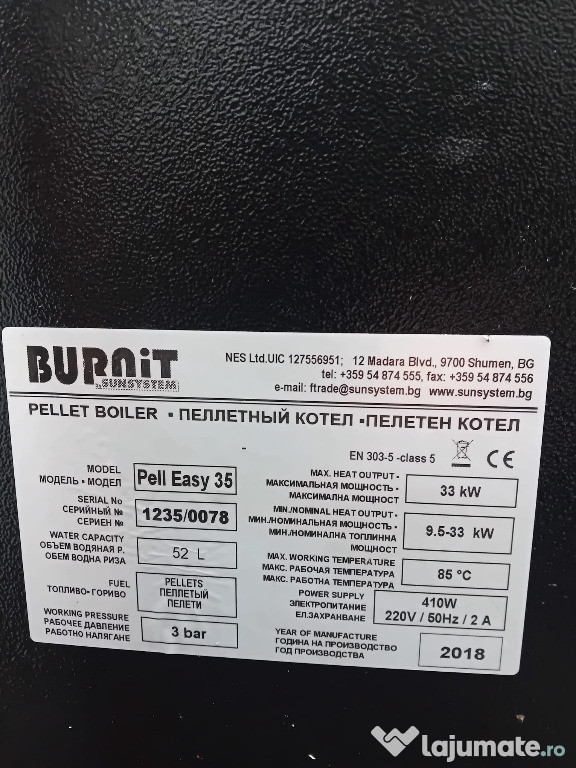 BURNiT
by SUNSYSTEM
NES Ltd.UIC 127556951; 12 Madara Blvd., 9700 Shumen, BG
tel: +359 54 874 555, fax: +359 54 874 556
e-mail: ftrade@sunsystem.bg www.sunsystem.bg
PELLET BOILER ▪ ПЕЛЛЕТНЫЙ КОТЕЛ ▪ПЕЛЕТЕН КОТЕЛ
EN 303-5 -class 5
CE
MODEL
МОДЕЛЬ ▪ МОДЕЛ
Pell Easy 35
SERIAL No
СЕРИЙНЫЙ №
СЕРИЕН №
1235/0078
WATER CAPACITY
ОБЪЕМ ВОДЯНАЯ Р.
ОБЕМ ВОДНА РИЗА
52 L
FUEL
ТОПЛИВО▪ ГОРИВО
PELLETS
ПЕЛЛЕТЫЙ
ПЕЛЕТИ
WORKING PRESSURE
РАБОЧЕЕ ДАВЛЕНИЕ
РАБОТНО НАЛЯГАНЕ
3 bar
MAX. HEAT OUTPUT ▪
МАКСИМАЛЬНАЯ МОЩНОСТЬ ▪
МАКСИМАЛНА МОЩНОСТ
33 kW
MIN./NOMINAL HEAT OUTPUT ▪
МИН./НОМИНАЛЬНАЯ МОЩНОСТЬ ▪
МИН./НОМИНАЛНА ТОПЛИННА
МОЩНОСТ
9.5-33 kW
MAX. WORKING TEMPERATURE
МАКС. РАБОЧАЯ ТЕМПЕРАТУРА
МАКС. РАБОТНА ТЕМПЕРАТУРА
85 °C
POWER SUPPLY
ЭЛЕКТРОПИТАНИЕ
ЕЛ.ЗАХРАНВАНЕ
410W
220V / 50Hz / 2 A
YEAR OF MANUFACTURE
ГОДИНА НА ПРОИЗВОДСТВО
ГОД ПРОИЗВОДСТВА
2018
lajumate.ro